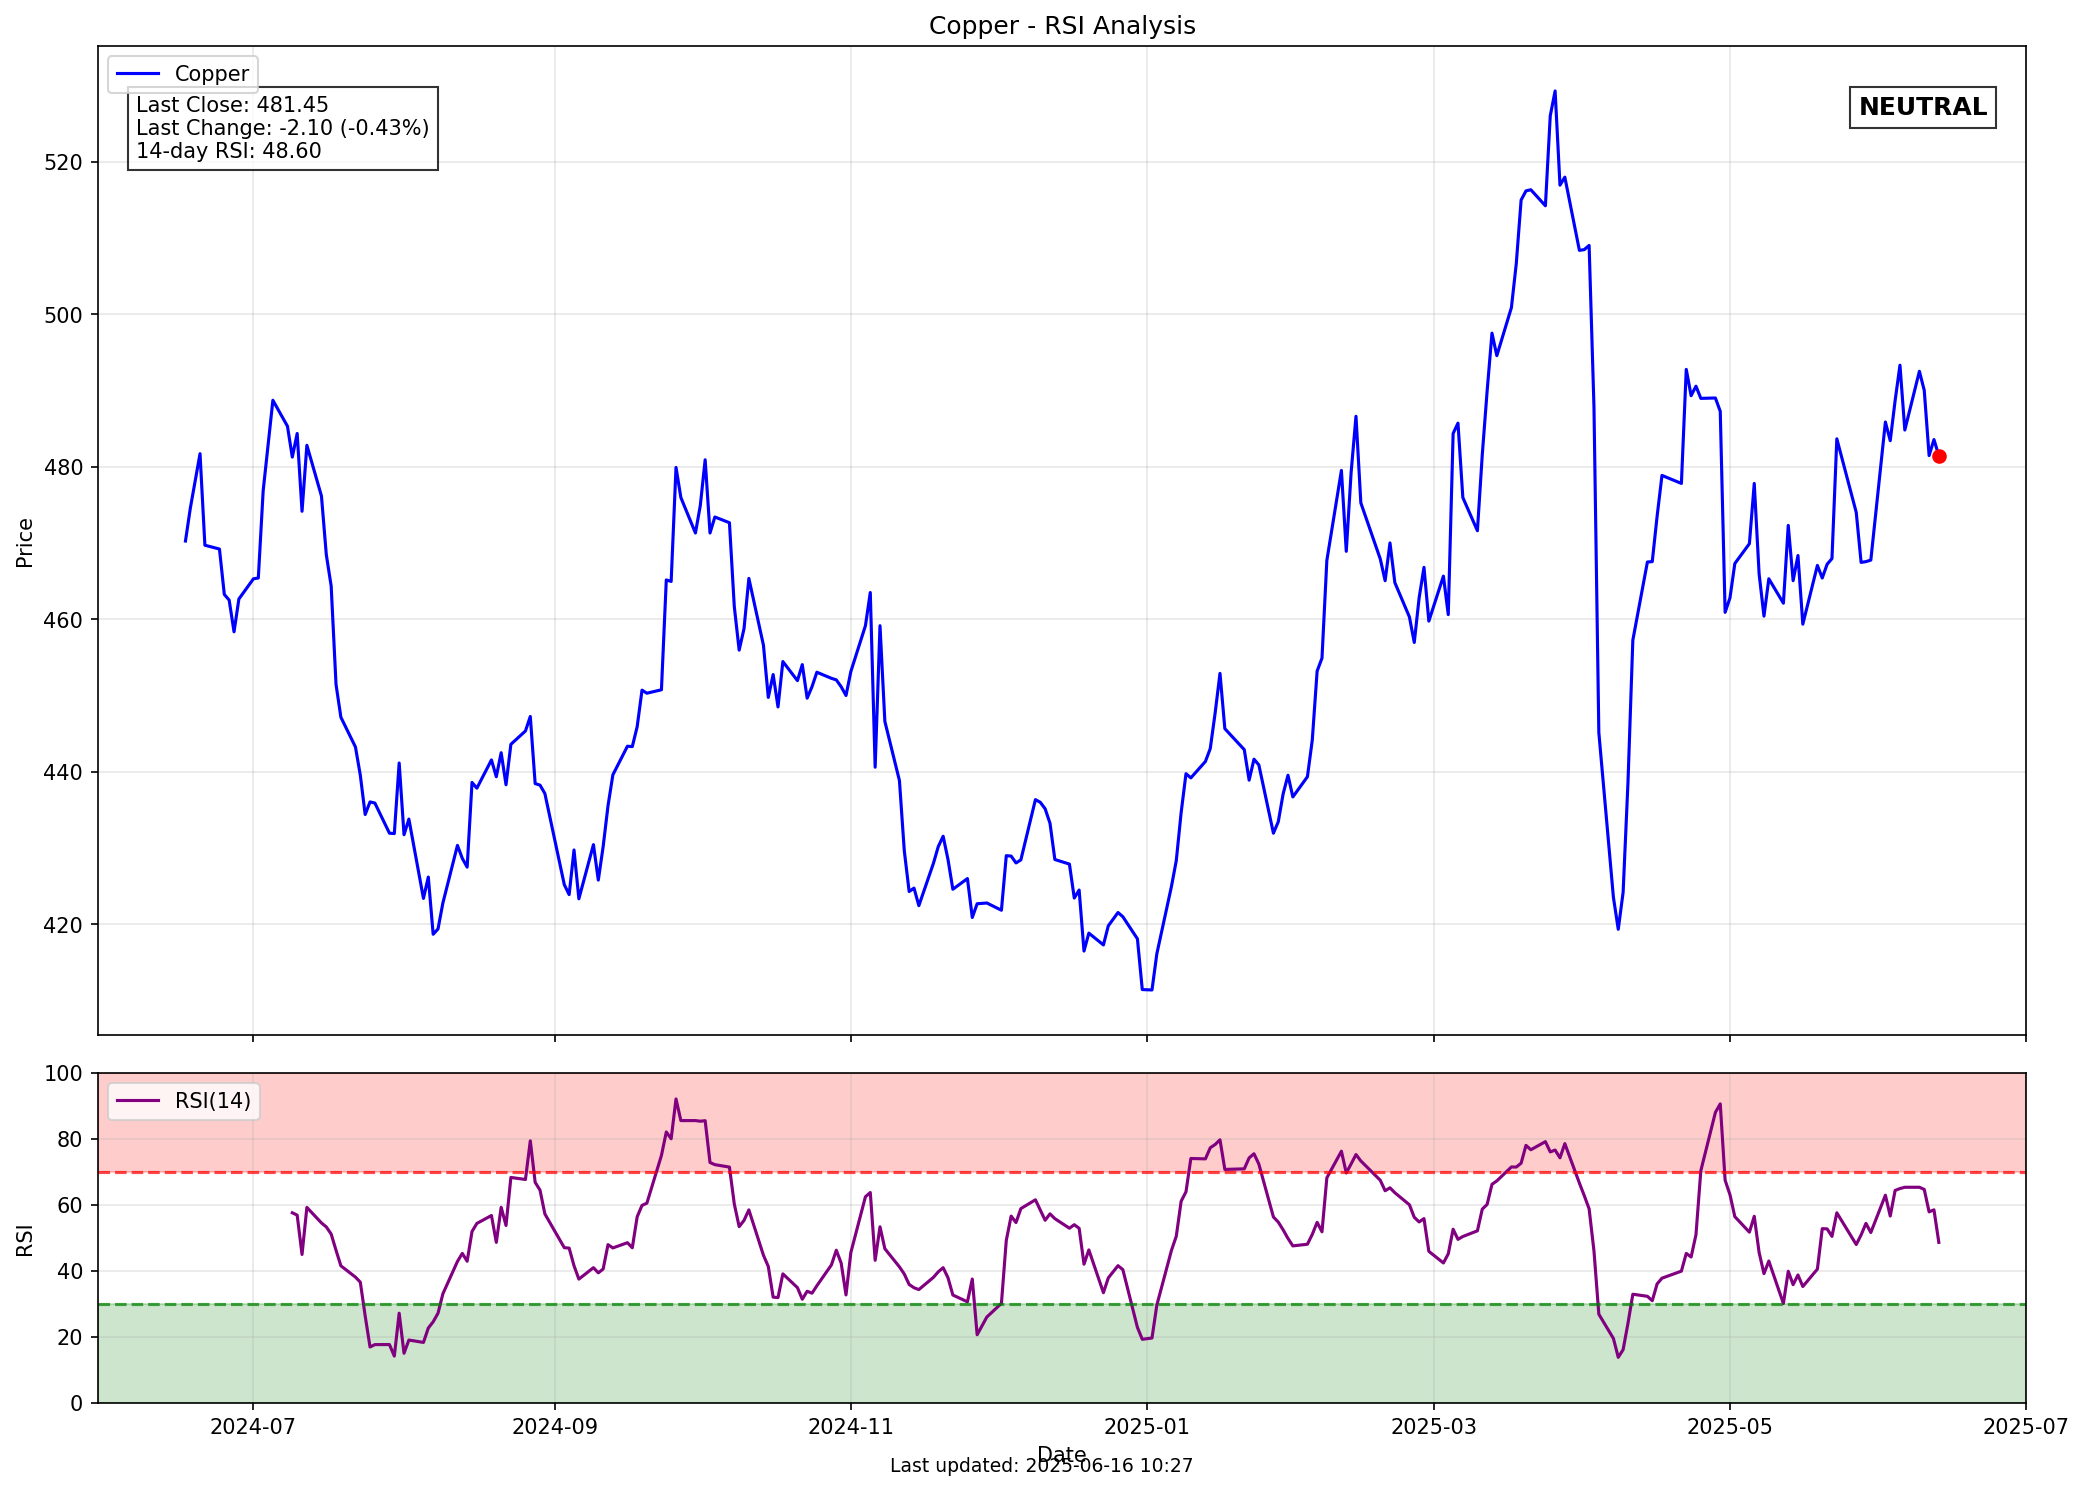 Copper - RSI Analysis
Copper
Last Close: 481.45
Last Change: -2.10 (-0.43%)
14-day RSI: 48.60
NEUTRAL
520
500
480
460
440
420
Price
RSI(14)
100
80
60
40
20
0
RSI
2024-07
2024-09
2024-11
2025-01
2025-03
2025-05
2025-07
Date
Last updated: 2025-06-16 10:27